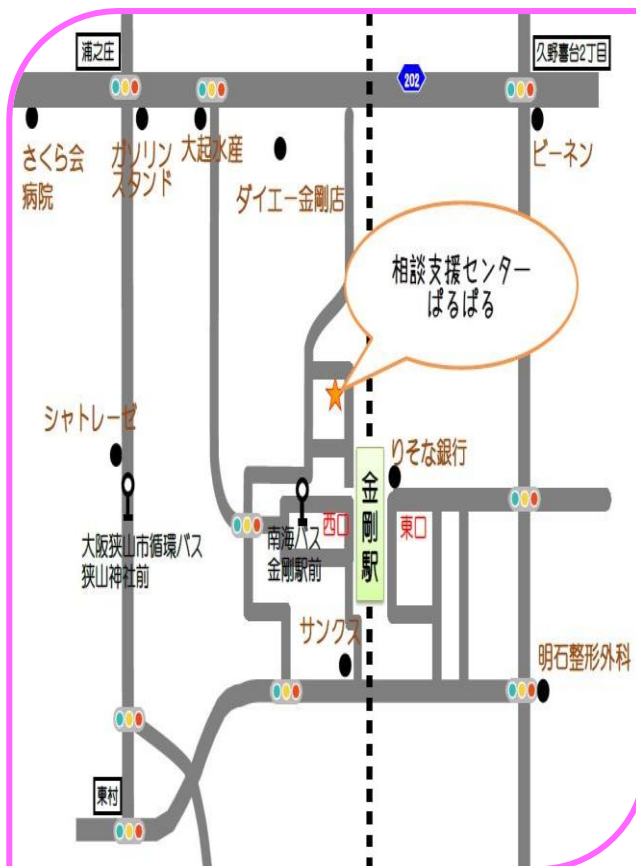 浦之庄
久野喜台2丁目
202
さくら会
病院
ガソリン
スタンド
大起水産
ダイエー金剛店
ビーネン
相談支援センター
ぱるぱる
シャトレーゼ
りそな銀行
金剛駅
西口
東口
大阪狭山市循環バス
狭山神社前
南海バス
金剛駅前
サンクス
明石整形外科
東村